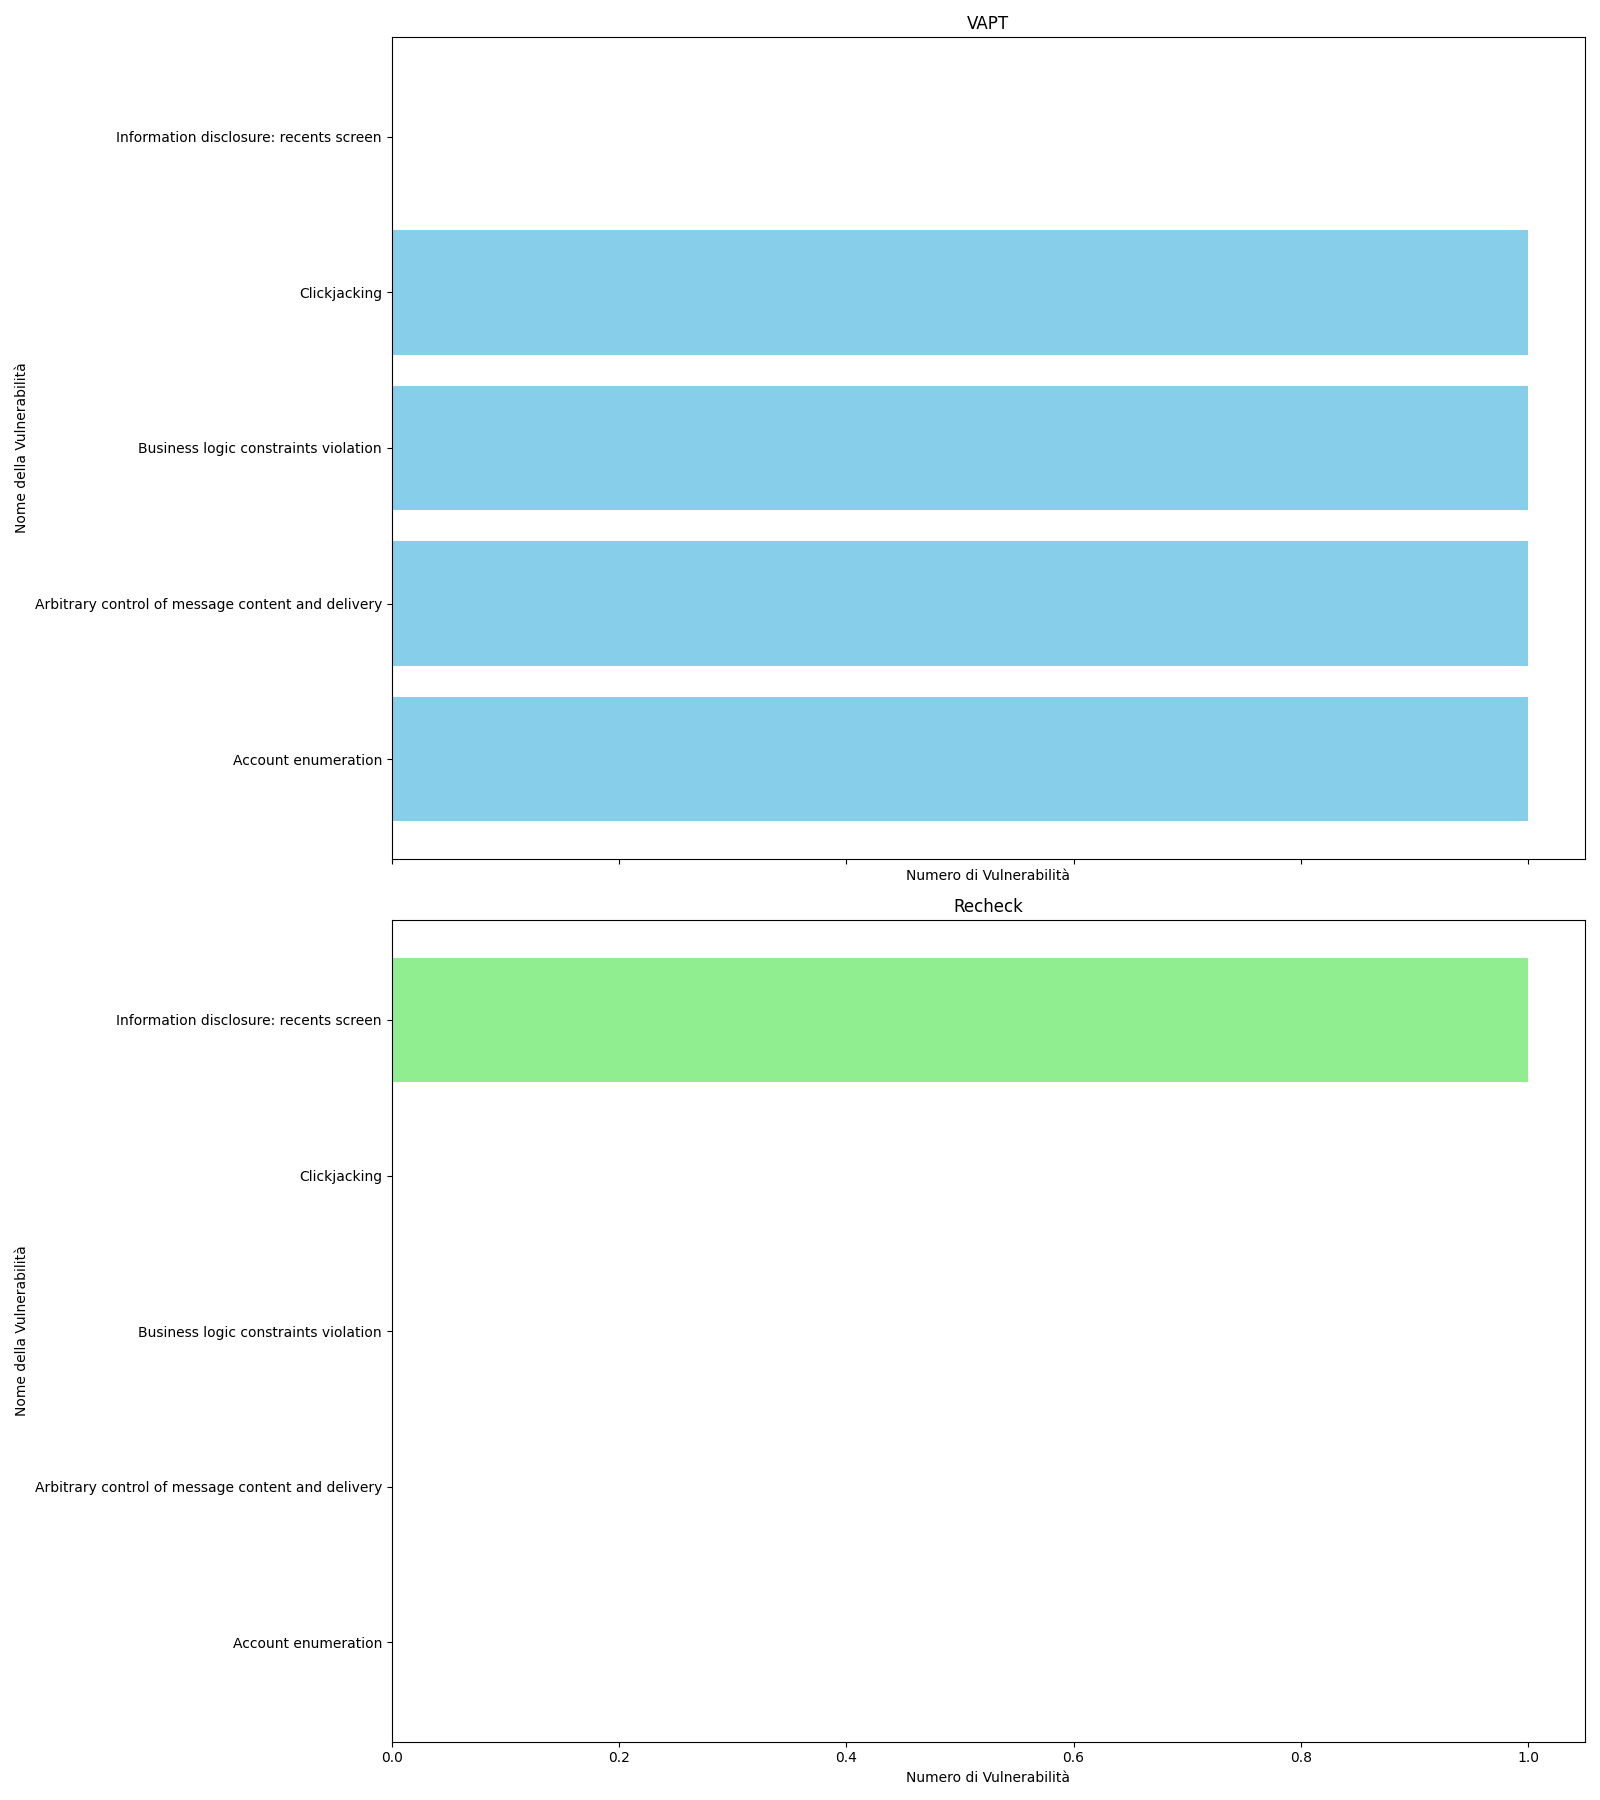 VAPT
Nome della Vulnerabilità
Information disclosure: recents screen
Clickjacking
Business logic constraints violation
Arbitrary control of message content and delivery
Account enumeration
Numero di Vulnerabilità
Recheck
Nome della Vulnerabilità
Information disclosure: recents screen
Clickjacking
Business logic constraints violation
Arbitrary control of message content and delivery
Account enumeration
0.0 0.2 0.4 0.6 0.8 1.0
Numero di Vulnerabilità